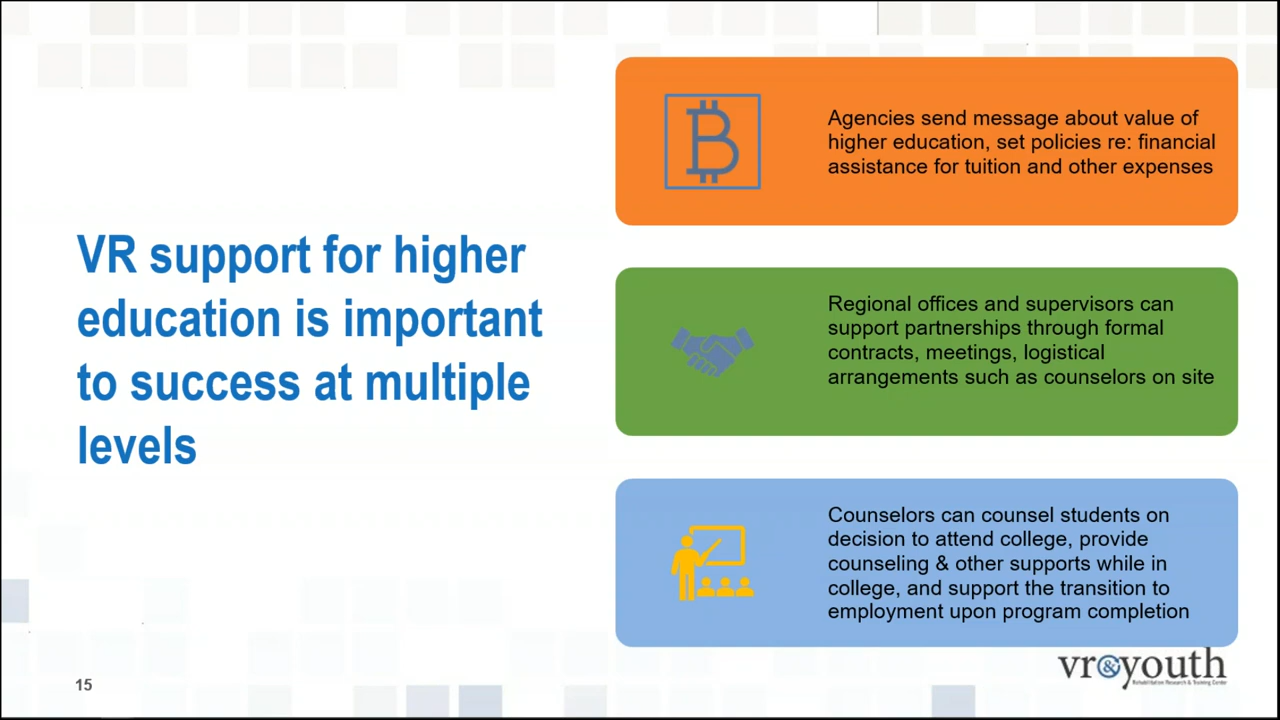 VR support for higher
education is important
to success at multiple
levels
Agencies send message about value of
higher education, set policies re: financial
assistance for tuition and other expenses
Regional offices and supervisors can
support partnerships through formal
contracts, meetings, logistical
arrangements such as counselors on site
Counselors can counsel students on
decision to attend college, provide
counseling & other supports while in
college, and support the transition to
employment upon program completion
15
vr&youth
Rehabilitation Research & Training Center